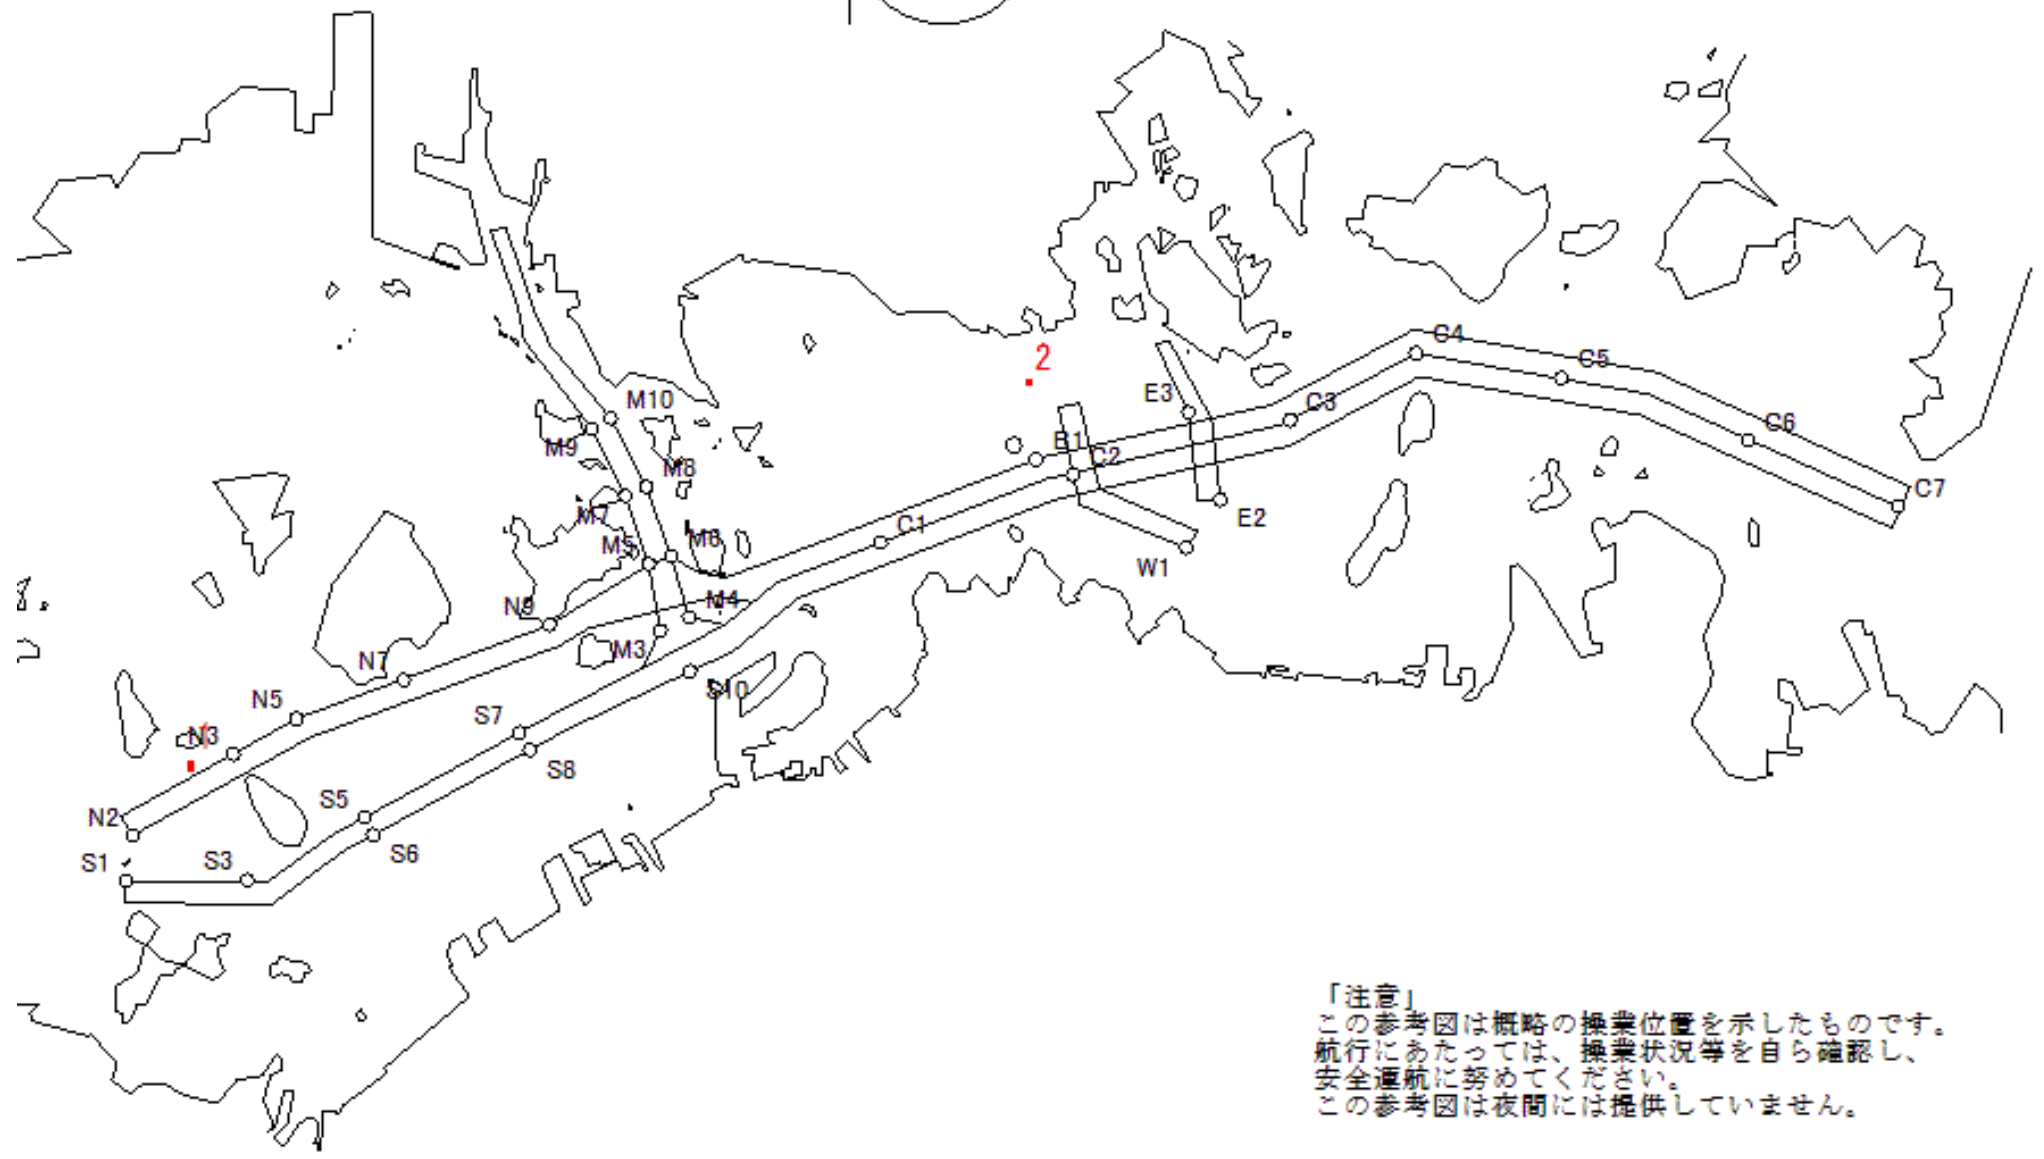 C4
2
C5
E3
M10
C3
C6
M9
B1
C2
M8
C7
M7
C1
E2
M5
M6
W1
N9
M4
M3
N7
S10
N5
S7
N3
1
S8
S5
N2
S6
S1
S3
「注意」
この参考図は概略の操業位置を示したものです。
航行にあたっては、操業状況等を自ら確認し、
安全運航に努めてください。
この参考図は夜間には提供していません。